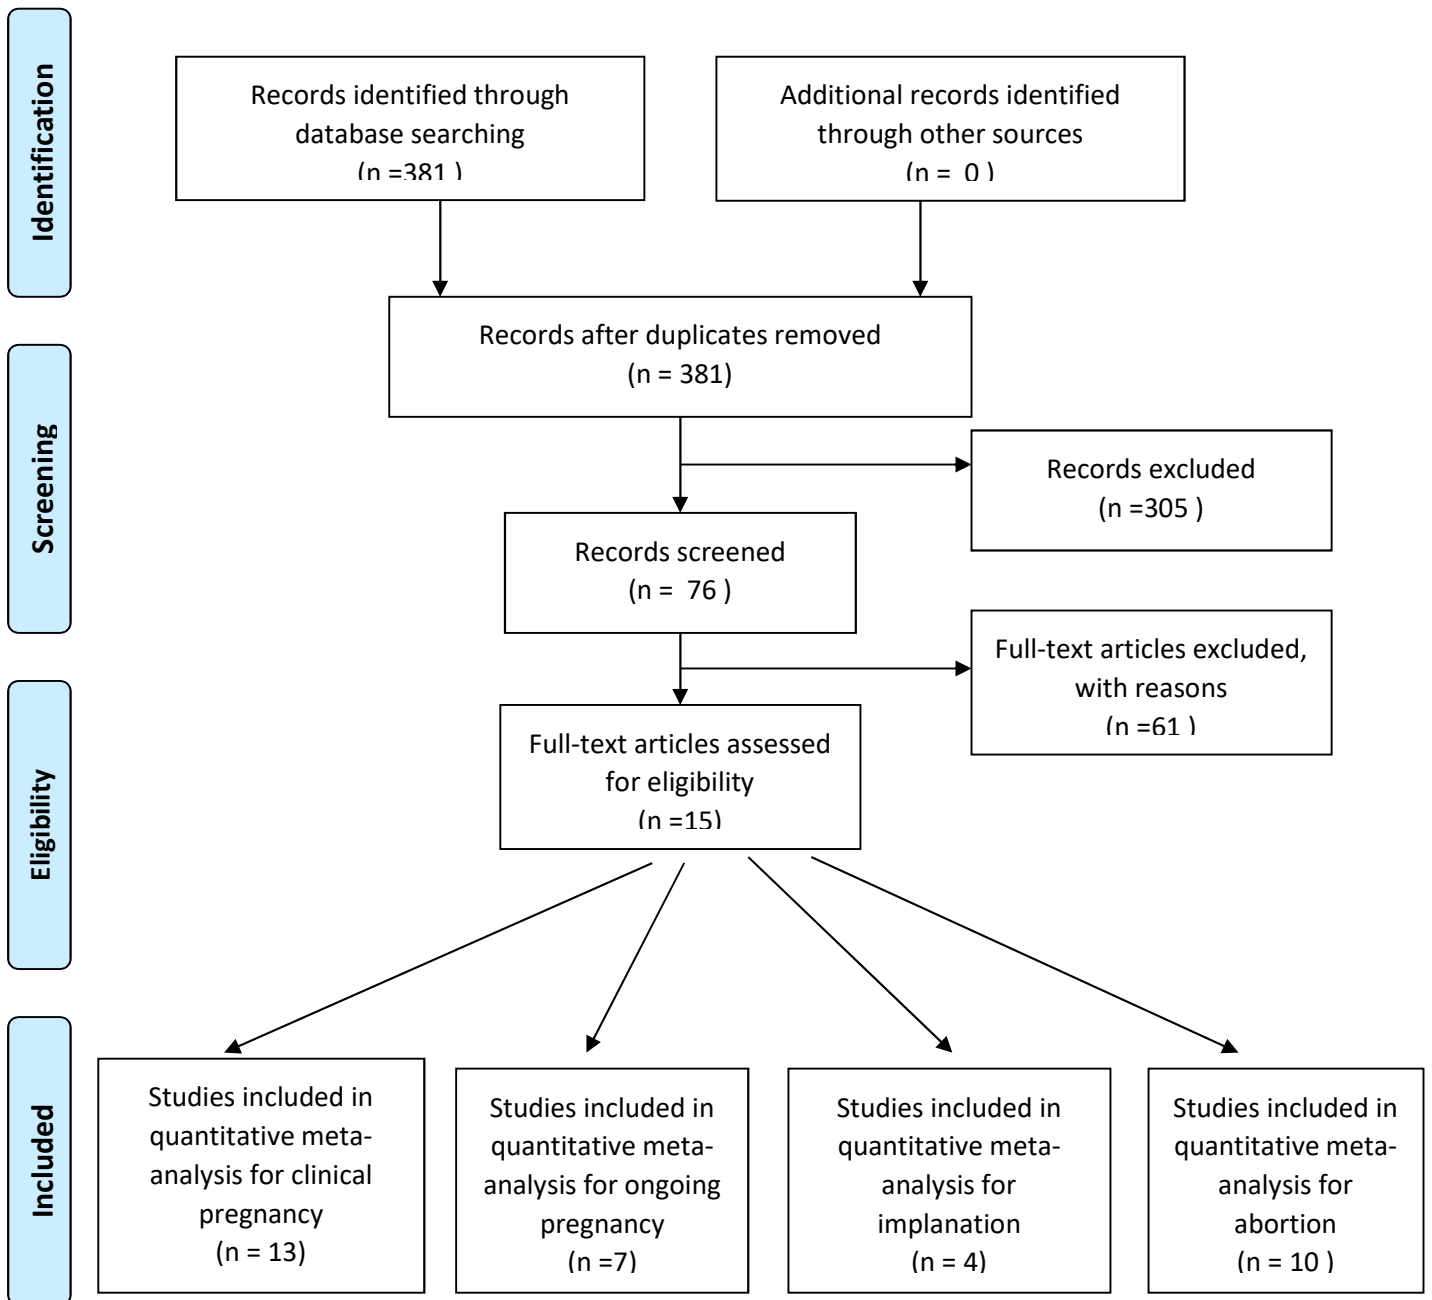 Identification
Records identified through
database searching
(n =381 )
Additional records identified
through other sources
(n =  0 )
Records after duplicates removed
(n = 381)
Screening
Records excluded
(n =305 )
Records screened
(n =  76 )
Full-text articles excluded,
with reasons
(n =61 )
Eligibility
Full-text articles assessed
for eligibility
(n =15)
Included
Studies included in
quantitative meta-
analysis for clinical
pregnancy
(n = 13)
Studies included in
quantitative meta-
analysis for ongoing
pregnancy
(n =7)
Studies included in
quantitative meta-
analysis for
implanation
(n = 4)
Studies included in
quantitative meta-
analysis for
abortion
(n = 10 )